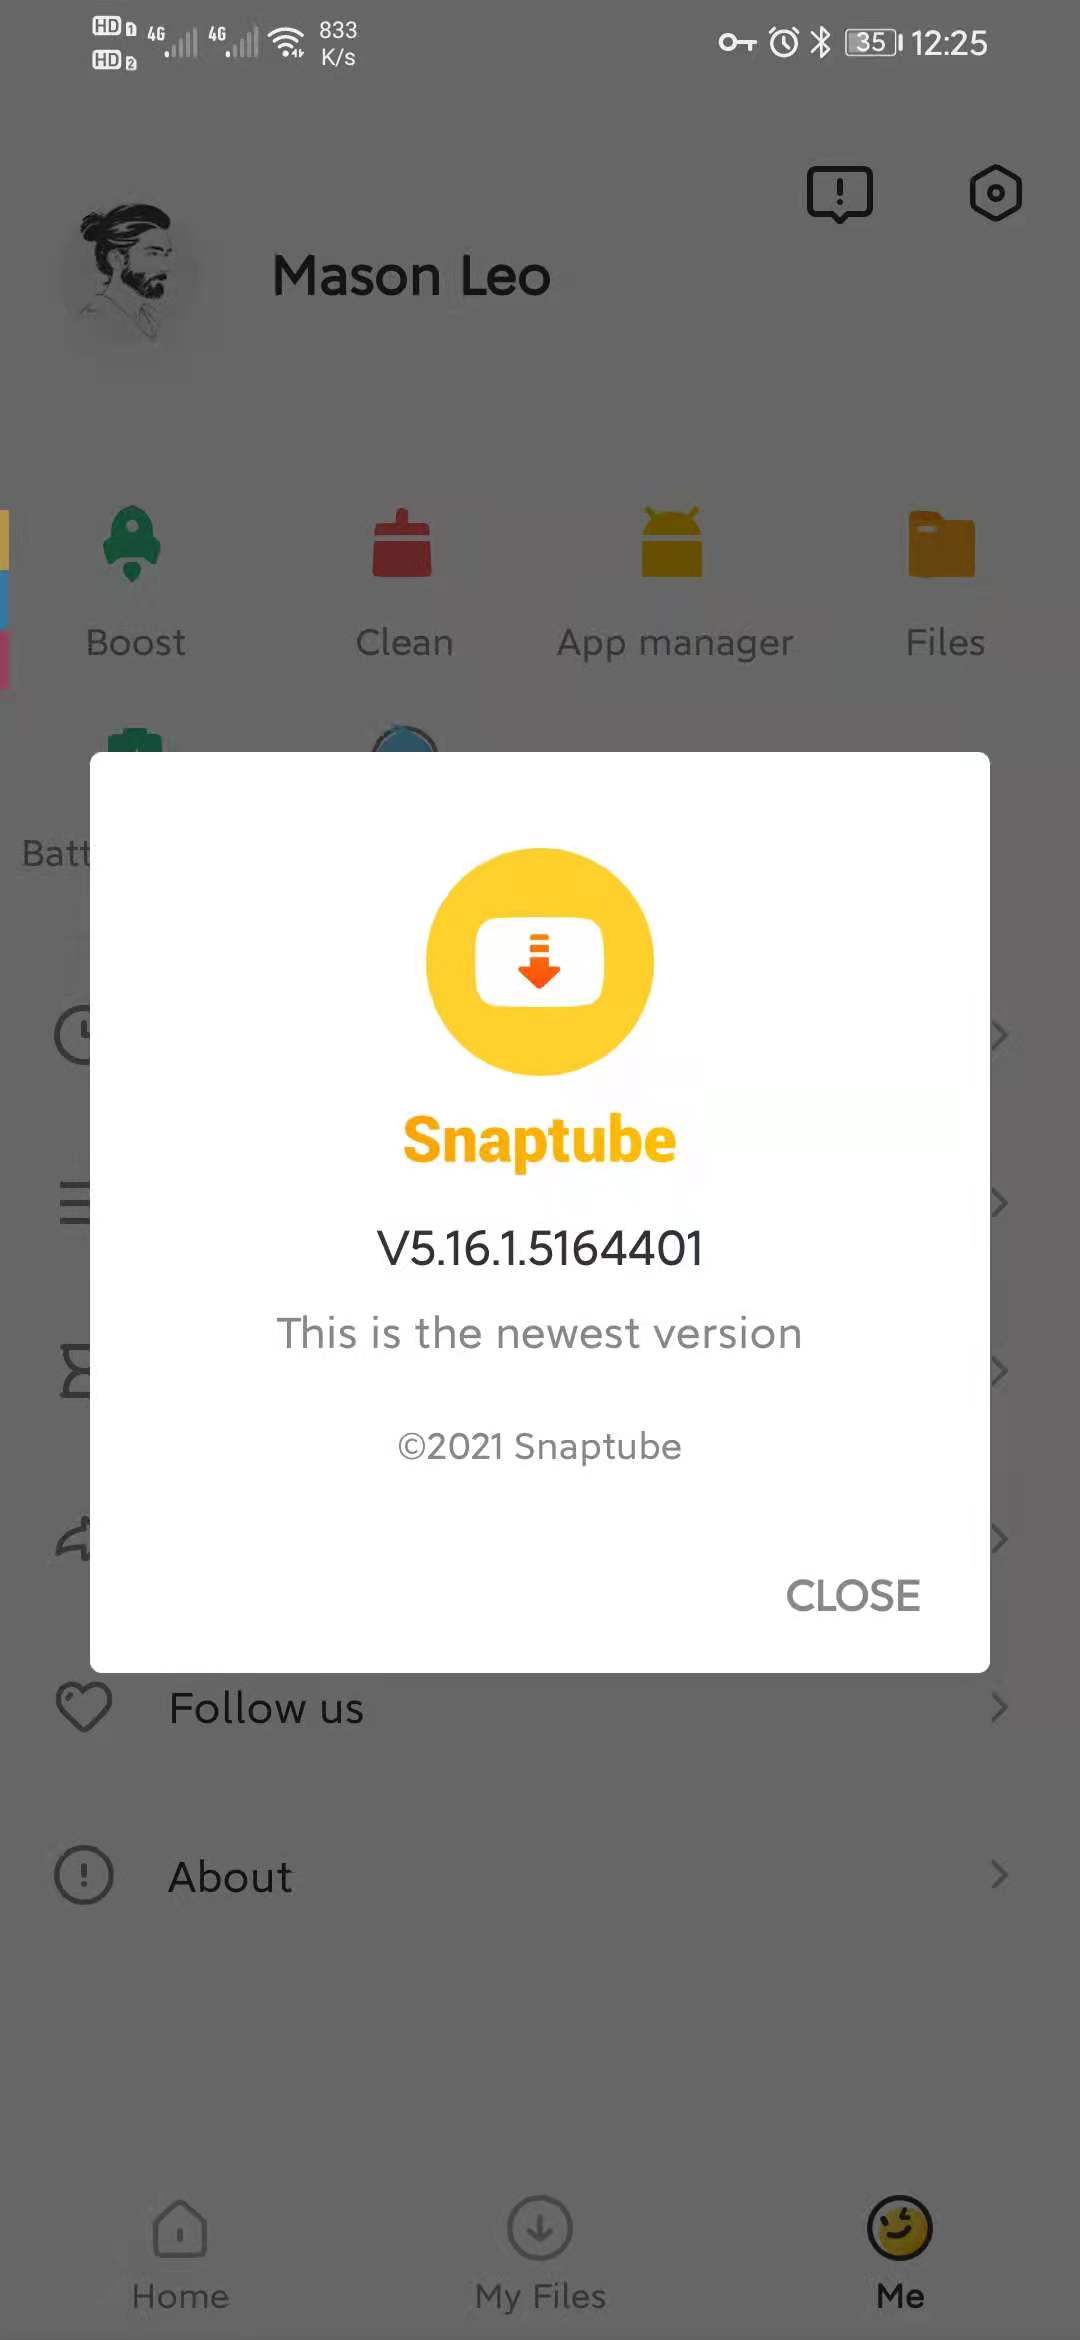 HD 1 4G 4G 833
HD 2 K/s
35 12:25
Mason Leo
Boost Clean App manager Files
Batt
Snaptube
V5.16.1.5164401
This is the newest version
©2021 Snaptube
CLOSE
Follow us
About
Home My Files Me